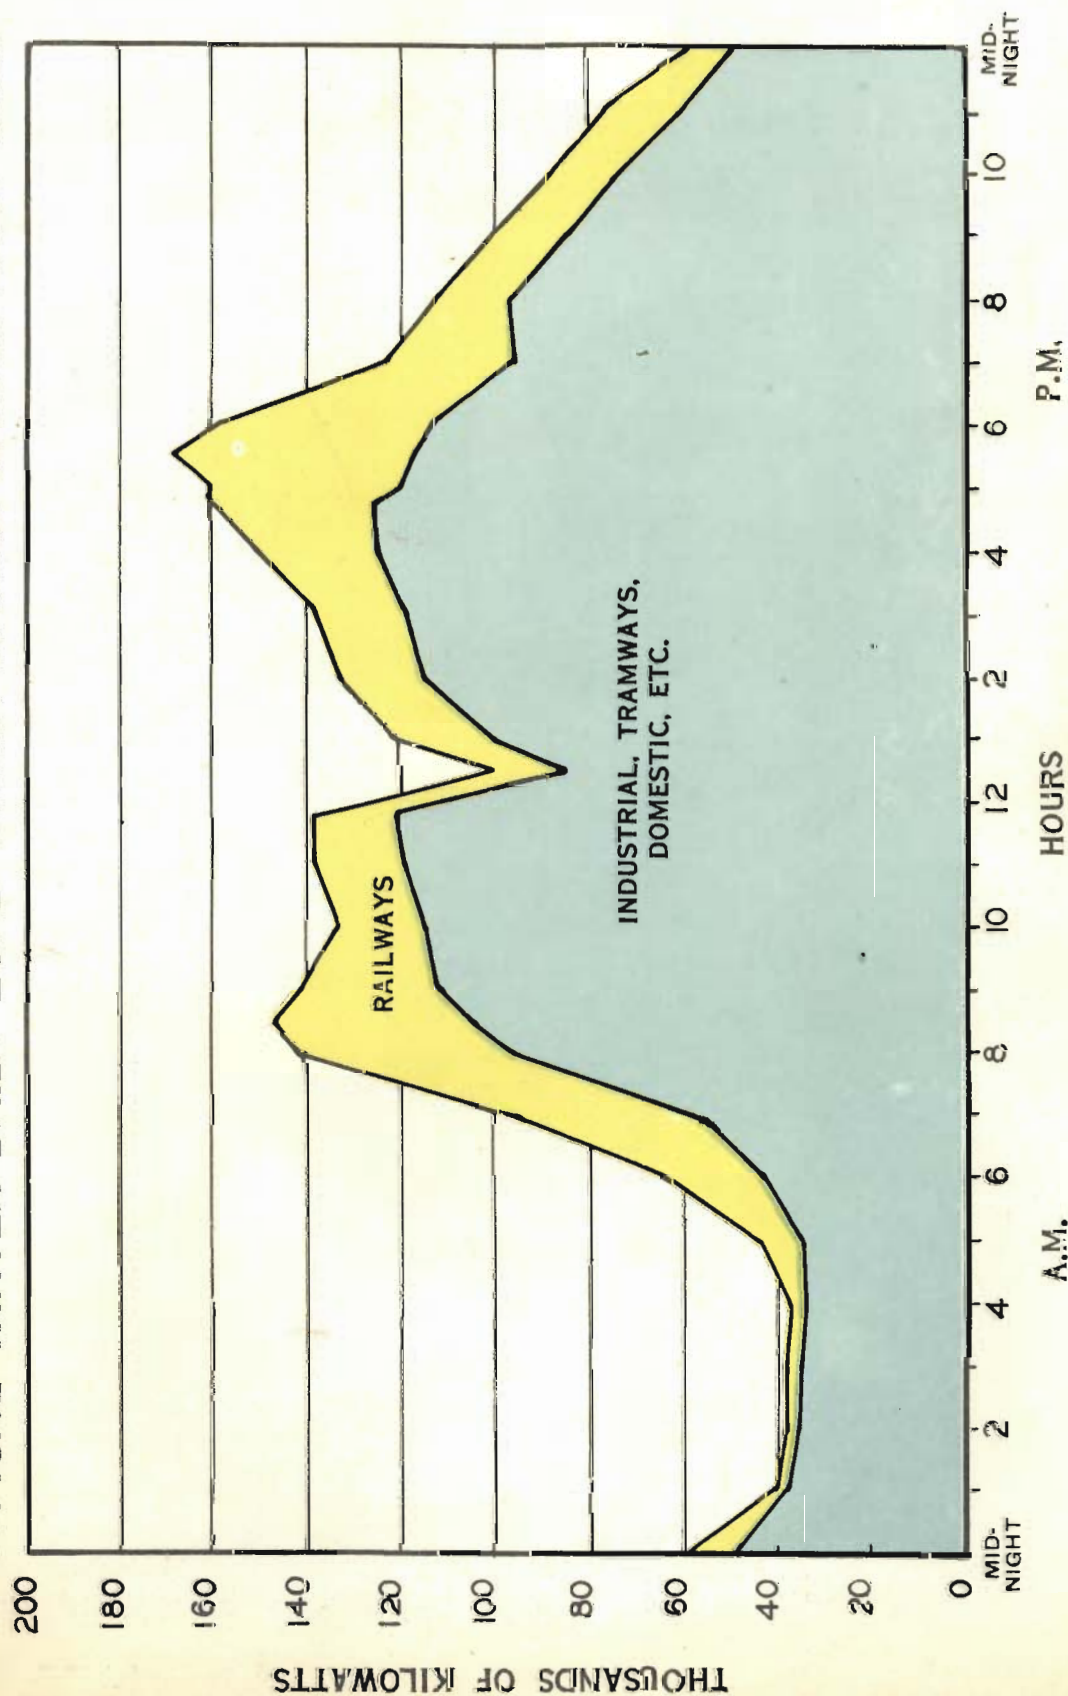 200
180
160
140
120
100
80
60
40
20
0
THOUSANDS OF KILOWATTS
RAILWAYS
INDUSTRIAL, TRAMWAYS,
DOMESTIC, ETC.
MID-
NIGHT
2
4
6
8
10
12
2
4
6
8
10
MID-
NIGHT
A.M.
HOURS
P.M.